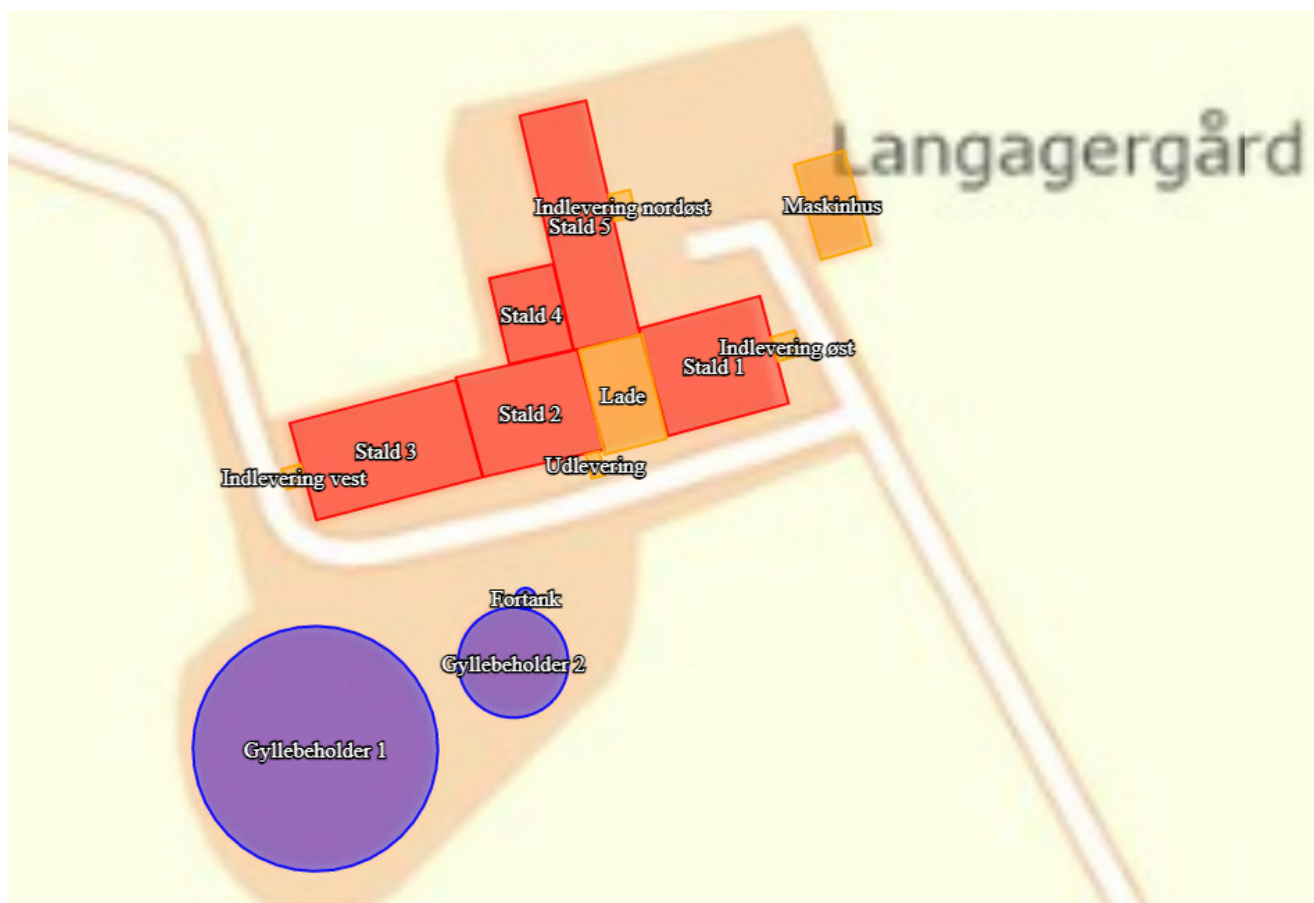 Langagergård
Maskinhus
Indlevering nordøst
Stald 5
Stald 4
Indlevering øst
Stald 1
Lade
Stald 2
Stald 3
Udlevering
Indlevering vest
Fortank
Gyllebeholder 2
Gyllebeholder 1